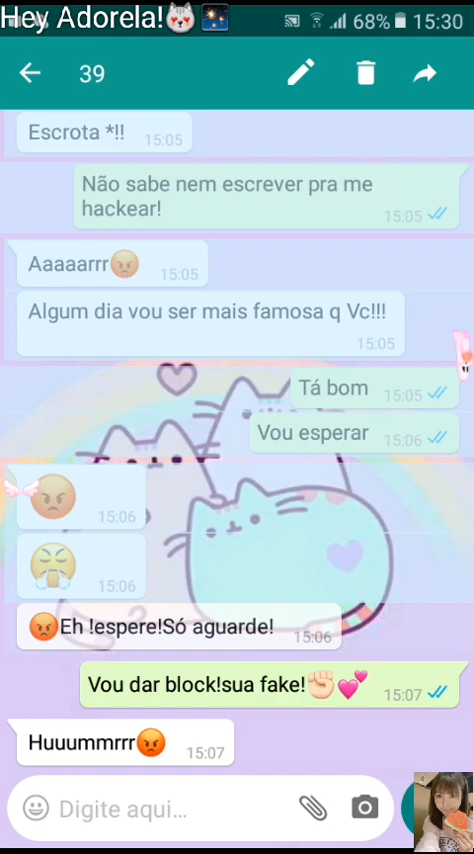 Hey Adorela!😻🎇 68% 15:30
39
Escrota *!! 15:05
Não sabe nem escrever pra me
hackear! 15:05
Aaaaarrr😡 15:05
Algum dia vou ser mais famosa q Vc!!!
15:05
Tá bom 15:05
Vou esperar 15:06
😡 15:06
😤 15:06
😡Eh !espere!Só aguarde! 15:06
Vou dar block!sua fake!✊🏻💕 15:07
Huuummrrr😡 15:07
Digite aqui...